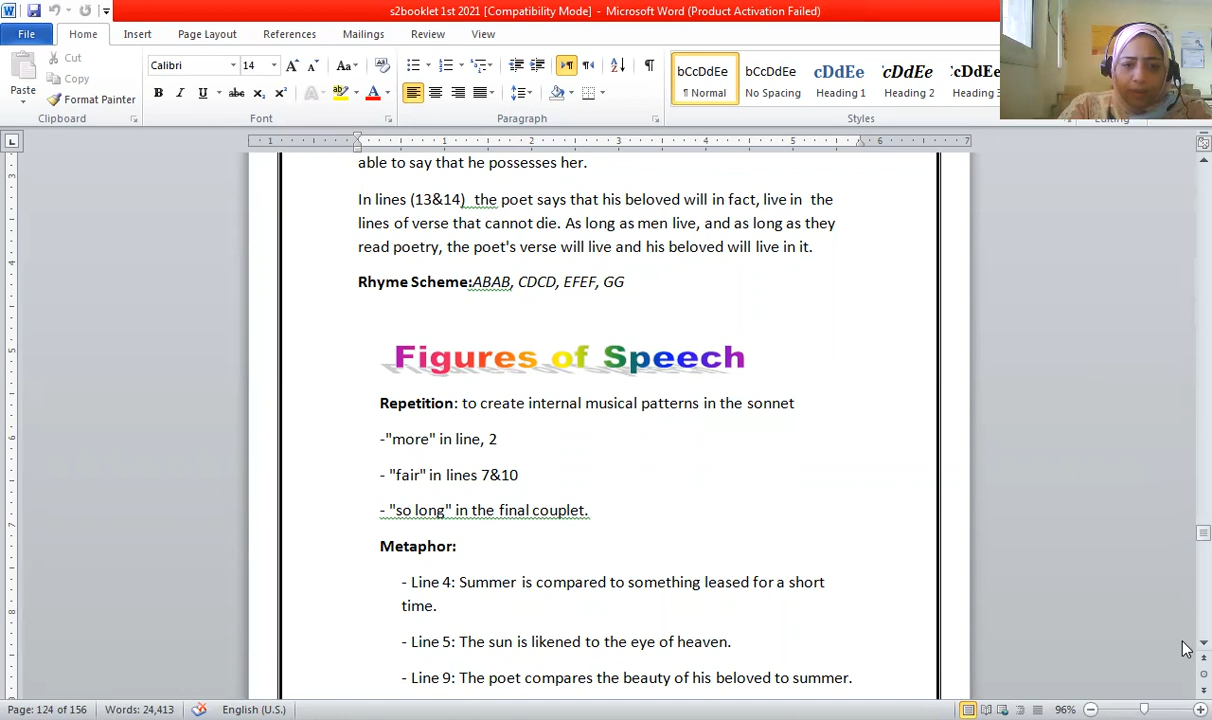 s2booklet 1st 2021 [Compatibility Mode] - Microsoft Word (Product Activation Failed)
File Home Insert Page Layout References Mailings Review View
Cut
Copy
Format Painter
Paste
Calibri 14
Clipboard Font Paragraph Styles Editing
AaBbCcDdEe
¶ Normal
No Spacing
Heading 1
Heading 2
Heading 3
able to say that he possesses her.
In lines (13&14)  the poet says that his beloved will in fact, live in  the
lines of verse that cannot die. As long as men live, and as long as they
read poetry, the poet's verse will live and his beloved will live in it.
Rhyme Scheme:ABAB, CDCD, EFEF, GG
Figures of Speech
Repetition: to create internal musical patterns in the sonnet
-"more" in line, 2
- "fair" in lines 7&10
- "so long" in the final couplet.
Metaphor:
- Line 4: Summer is compared to something leased for a short
time.
- Line 5: The sun is likened to the eye of heaven.
- Line 9: The poet compares the beauty of his beloved to summer.
Page: 124 of 156 Words: 24,413 English (U.S.) 96%